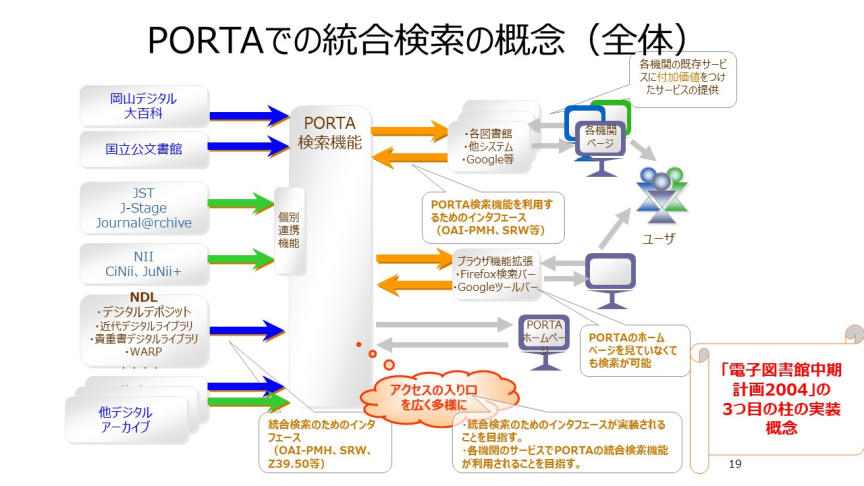 PORTAでの統合検索の概念（全体）
各機関の既存サービ
スに付加価値をつけ
たサービスの提供
岡山デジタル
大百科
国立公文書館
JST
J-Stage
Journal@rchive
NII
CiNii、JuNii+
NDL
・デジタルデポジット
・近代デジタルライブラリ
・貴重書デジタルライブラリ
・WARP
・・・・
他デジタル
アーカイブ
PORTA
検索機能
個別
連携
機能
・各図書館
・他システム
・Google等
各機関
ページ
PORTA検索機能を利用す
るためのインタフェース
（OAI-PMH、SRW等）
ユーザ
ブラウザ機能拡張
・Firefox検索バー
・Googleツールバー
PORTA
ホームペー
ジ
PORTAのホーム
ページを見ていなくて
も検索が可能
アクセスの入り口
を広く多様に
統合検索のためのインタ
フェース
（OAI-PMH、SRW、
Z39.50等）
・統合検索のためのインタフェースが実装される
ことを目指す。
・各機関のサービスでPORTAの統合検索機能
が利用されることを目指す。
「電子図書館中期
計画2004」の
3つ目の柱の実装
概念
19